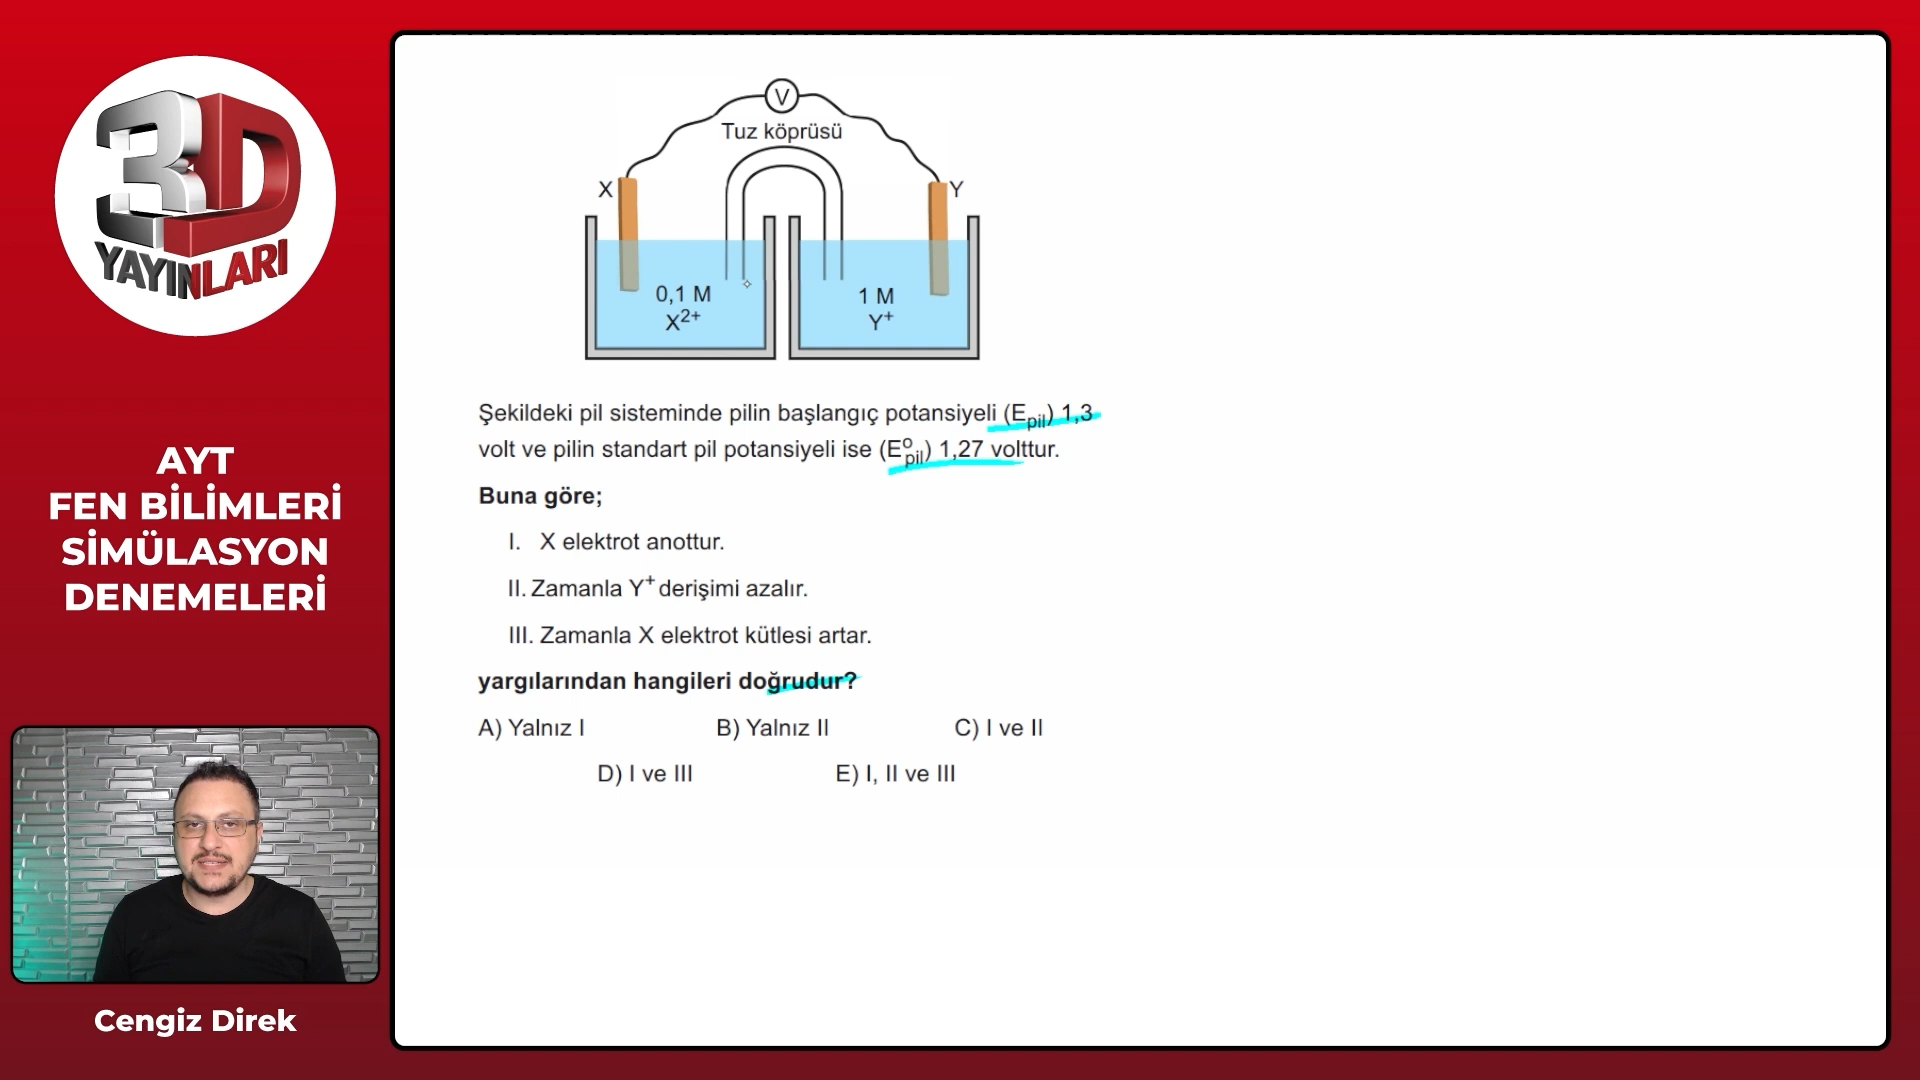 3D
YAYINLARI
AYT
FEN BİLİMLERİ
SİMÜLASYON
DENEMELERİ
Cengiz Direk
V
Tuz köprüsü
X
Y
0,1 M
X²⁺
1 M
Y⁺
Şekildeki pil sisteminde pilin başlangıç potansiyeli (Epil) 1,3
volt ve pilin standart pil potansiyeli ise (E°pil) 1,27 volttur.
Buna göre;
I. X elektrot anottur.
II. Zamanla Y⁺ derişimi azalır.
III. Zamanla X elektrot kütlesi artar.
yargılarından hangileri doğrudur?
A) Yalnız I B) Yalnız II C) I ve II
D) I ve III E) I, II ve III